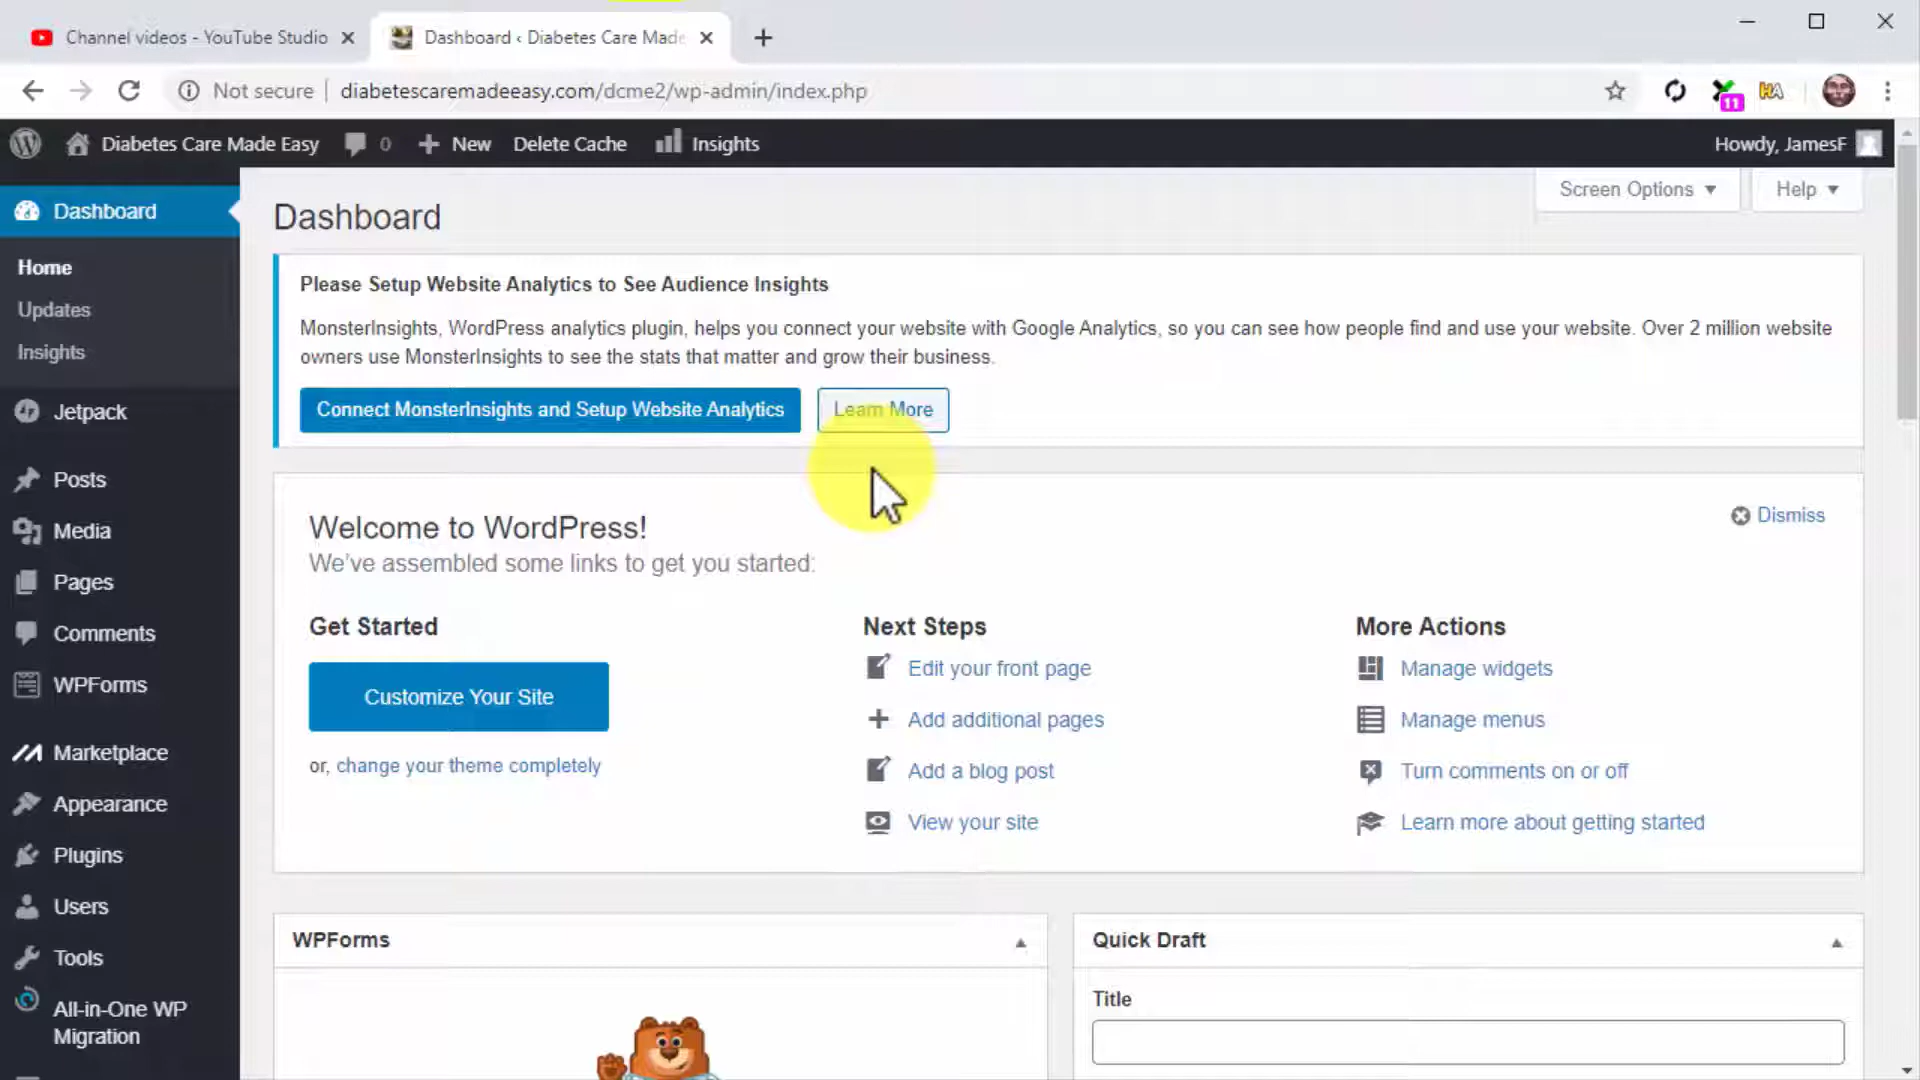 Channel videos - YouTube Studio
Dashboard ‹ Diabetes Care Made
Not secure
diabetescaremadeeasy.com/dcme2/wp-admin/index.php
11
HA
Diabetes Care Made Easy
0
New
Delete Cache
Insights
Howdy, JamesF
Dashboard
Home
Updates
Insights
Jetpack
Posts
Media
Pages
Comments
WPForms
Marketplace
Appearance
Plugins
Users
Tools
All-in-One WP
Migration
Screen Options
Help
Dashboard
Please Setup Website Analytics to See Audience Insights
MonsterInsights, WordPress analytics plugin, helps you connect your website with Google Analytics, so you can see how people find and use your website. Over 2 million website
owners use MonsterInsights to see the stats that matter and grow their business.
Connect MonsterInsights and Setup Website Analytics
Learn More
Welcome to WordPress!
We've assembled some links to get you started:
Dismiss
Get Started
Customize Your Site
or, change your theme completely
Next Steps
Edit your front page
Add additional pages
Add a blog post
View your site
More Actions
Manage widgets
Manage menus
Turn comments on or off
Learn more about getting started
WPForms
Quick Draft
Title